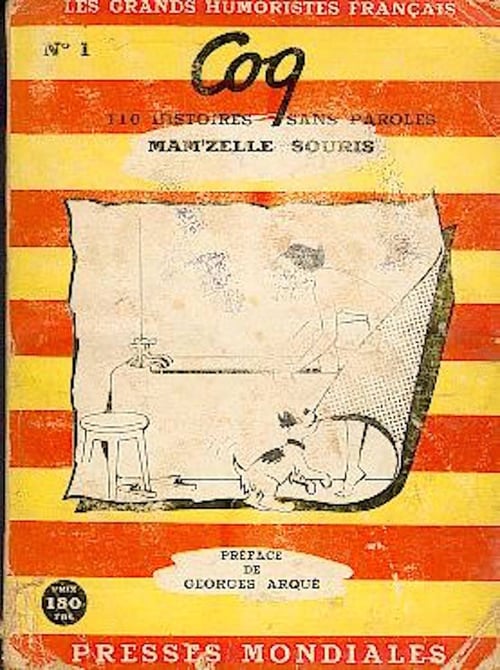 LES GRANDS HUMORISTES FRANÇAIS
N° 1
Coq
110 HISTOIRES SANS PAROLES
MAM'ZELLE SOURIS
PRÉFACE
DE
GEORGES ARQUÉ
PRIX
180
FRS
PRESSES MONDIALES